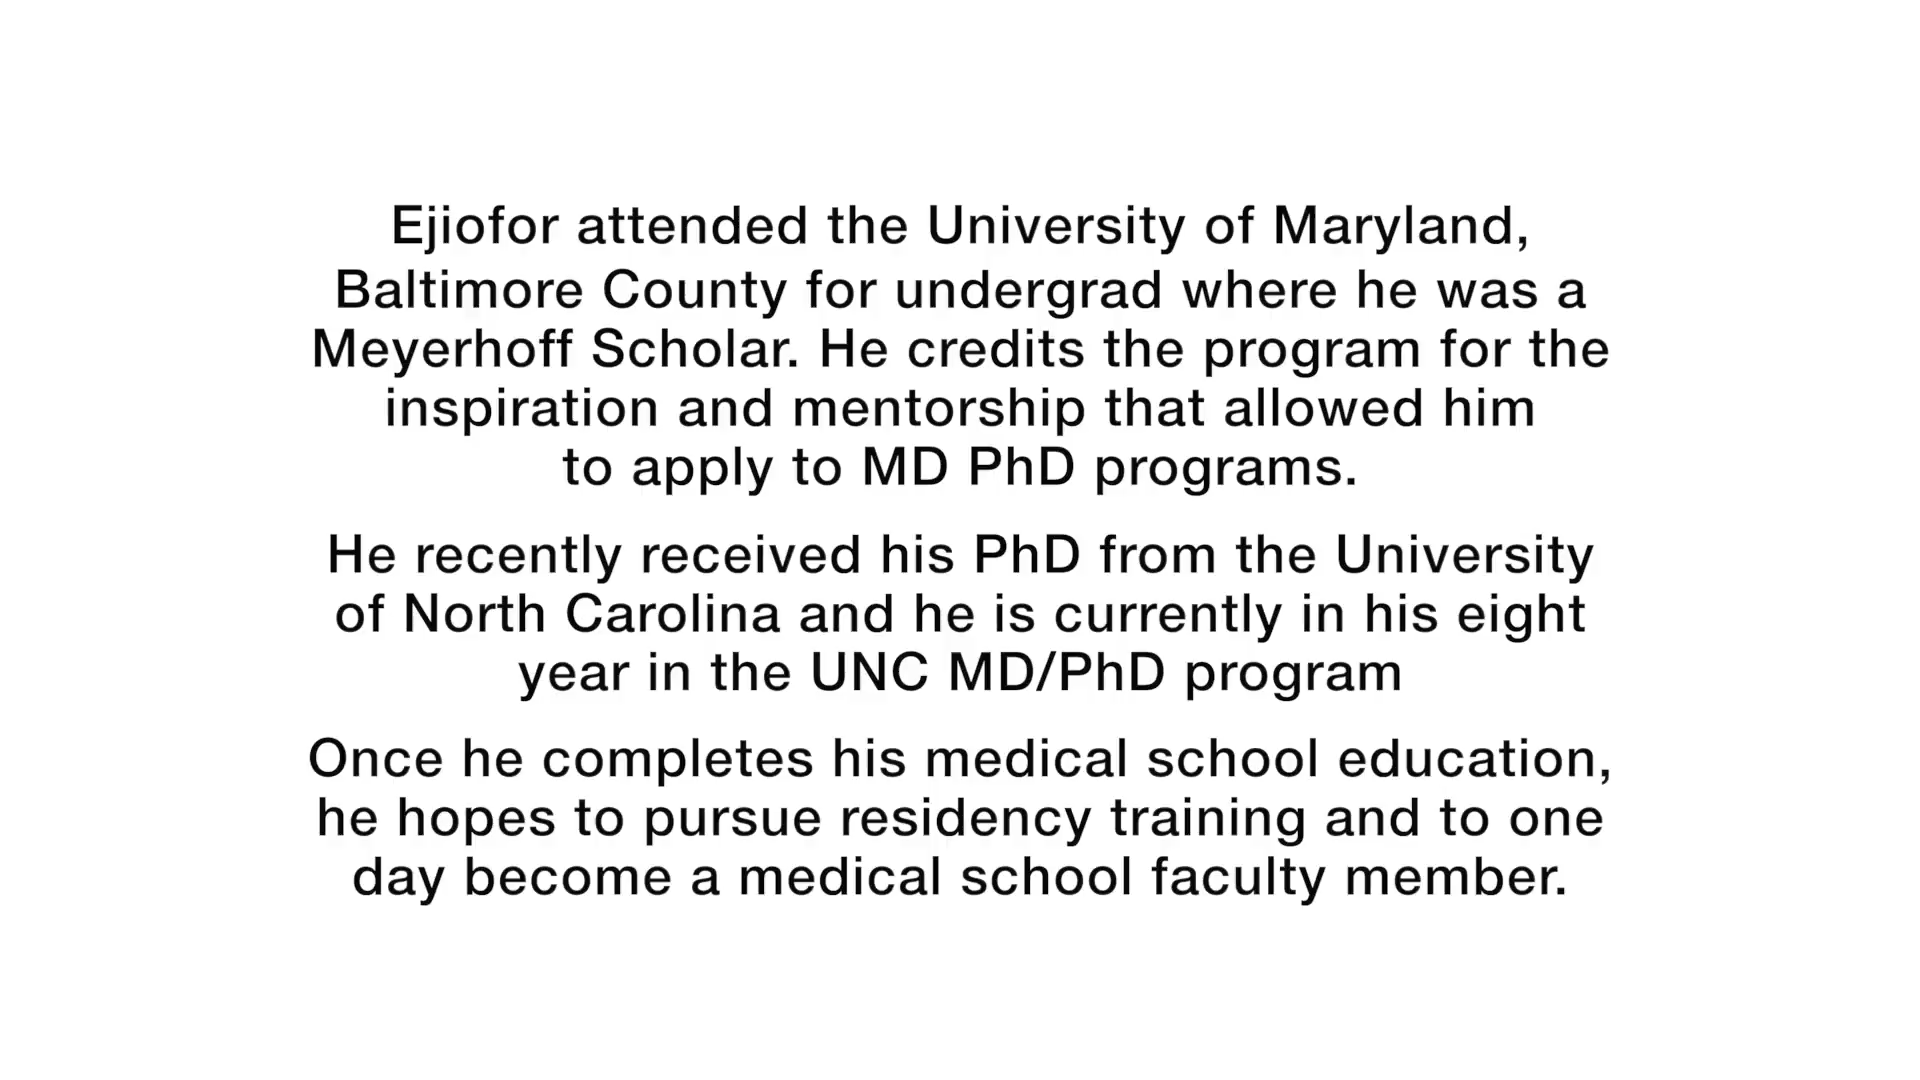 Ejiofor attended the University of Maryland,
Baltimore County for undergrad where he was a
Meyerhoff Scholar. He credits the program for the
inspiration and mentorship that allowed him
to apply to MD PhD programs.
He recently received his PhD from the University
of North Carolina and he is currently in his eight
year in the UNC MD/PhD program
Once he completes his medical school education,
he hopes to pursue residency training and to one
day become a medical school faculty member.